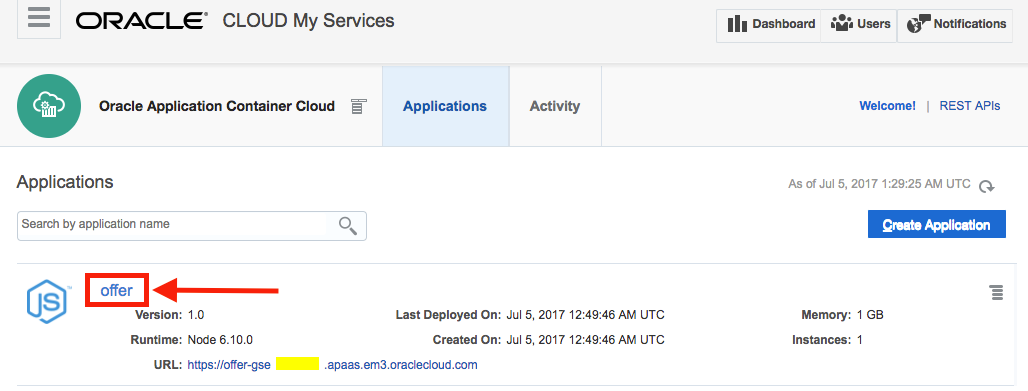 ORACLE® CLOUD My Services
Dashboard Users Notifications
Oracle Application Container Cloud Applications Activity Welcome! | REST APIs
Applications
As of Jul 5, 2017 1:29:25 AM UTC
Search by application name
Create Application
JS offer
Version: 1.0 Last Deployed On: Jul 5, 2017 12:49:46 AM UTC Memory: 1 GB
Runtime: Node 6.10.0 Created On: Jul 5, 2017 12:49:46 AM UTC Instances: 1
URL: https://offer-gse .apaas.em3.oraclecloud.com